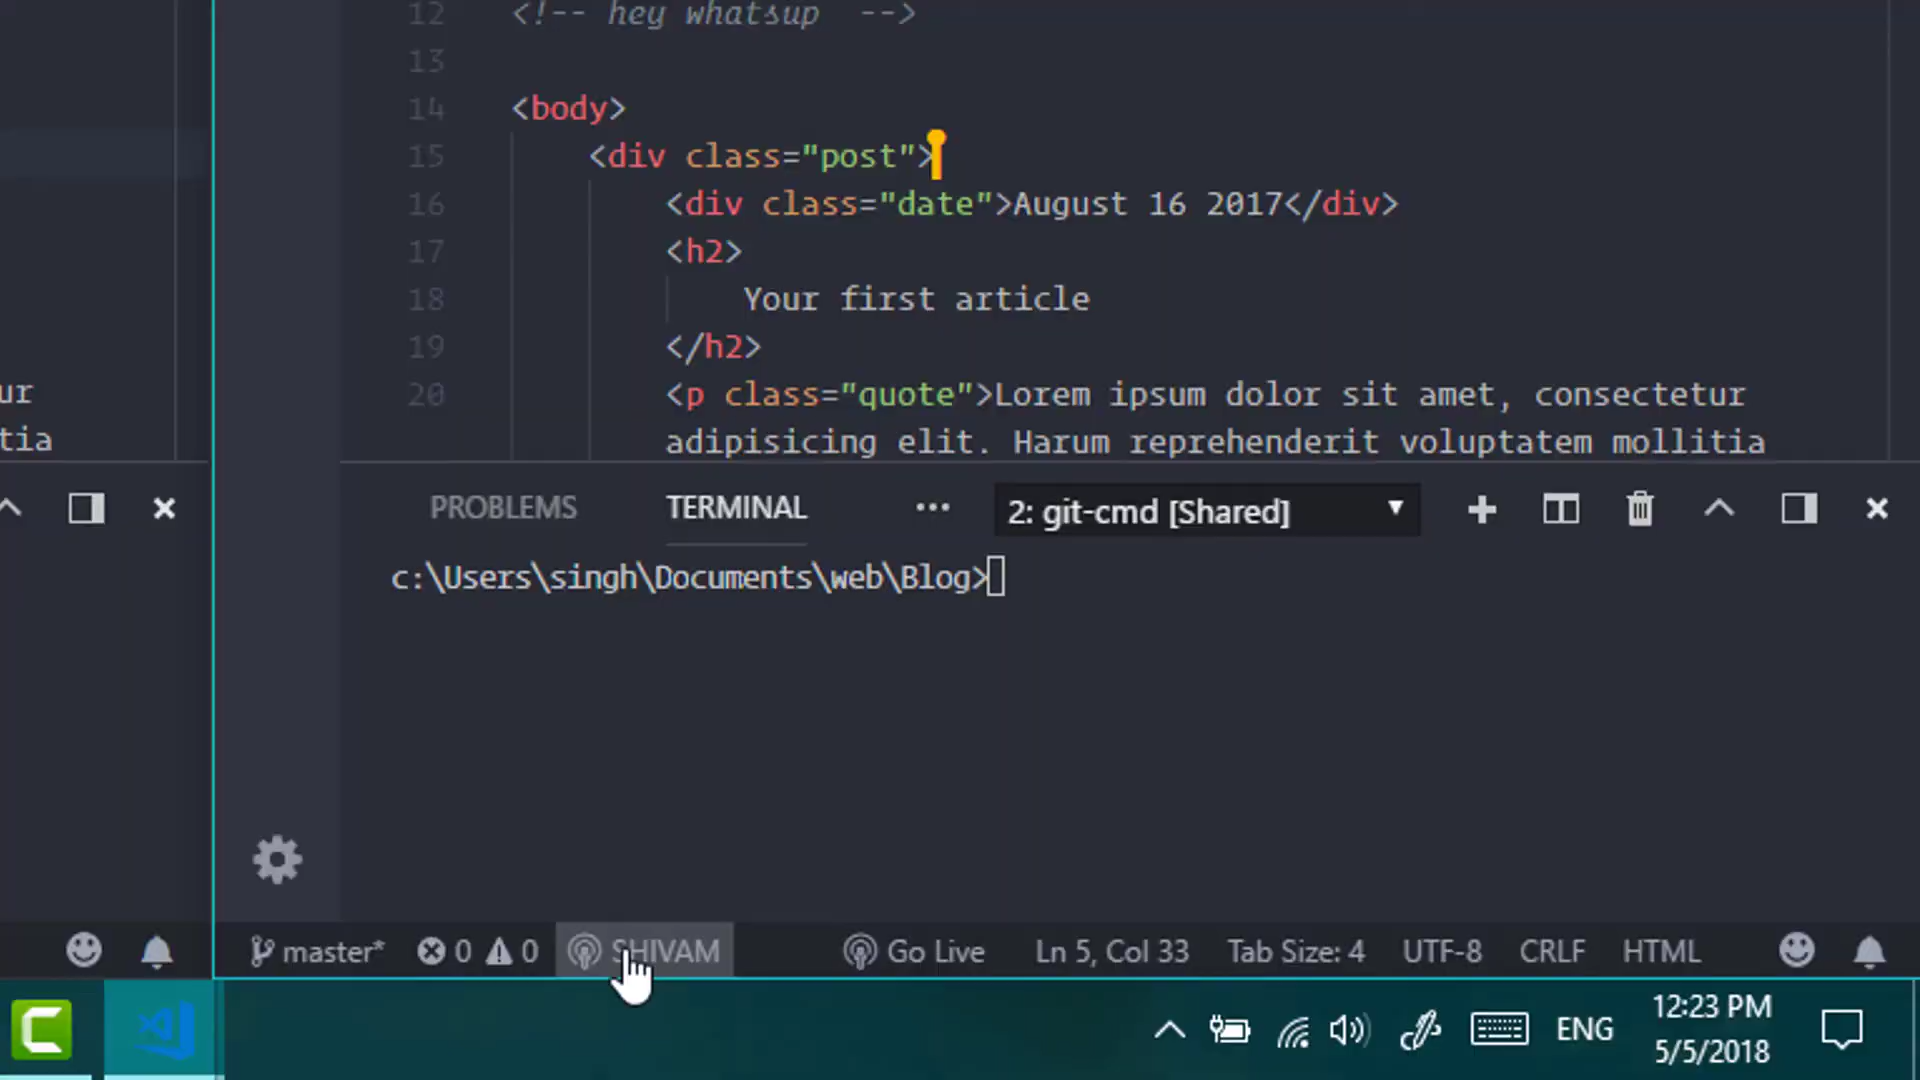 12 <!-- hey whatsup -->
13
14 <body>
15 <div class="post">
16 <div class="date">August 16 2017</div>
17 <h2>
18 Your first article
19 </h2>
20 <p class="quote">Lorem ipsum dolor sit amet, consectetur
adipisicing elit. Harum reprehenderit voluptatem mollitia
ur
tia
PROBLEMS TERMINAL ... 2: git-cmd [Shared]
c:\Users\singh\Documents\web\Blog>
master* 0 0 SHIVAM Go Live Ln 5, Col 33 Tab Size: 4 UTF-8 CRLF HTML
ENG
12:23 PM
5/5/2018